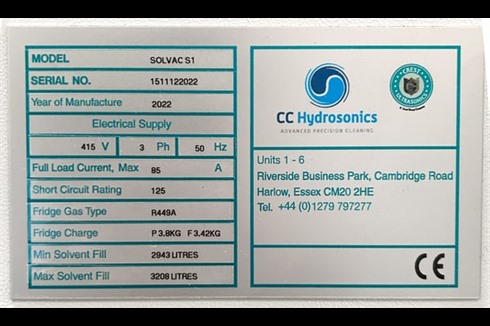 MODEL SOLVAC S1
SERIAL NO. 1511122022
Year of Manufacture 2022
Electrical Supply
415 V 3 Ph 50 Hz
Full Load Current, Max 85 A
Short Circuit Rating 125
Fridge Gas Type R449A
Fridge Charge P 3.8KG F 3.42KG
Min Solvent Fill 2943 LITRES
Max Solvent Fill 3208 LITRES
CC Hydrosonics
ADVANCED PRECISION CLEANING
CREST
ULTRASONICS
Units 1 - 6
Riverside Business Park, Cambridge Road
Harlow, Essex CM20 2HE
Tel. +44 (0)1279 797277
CE